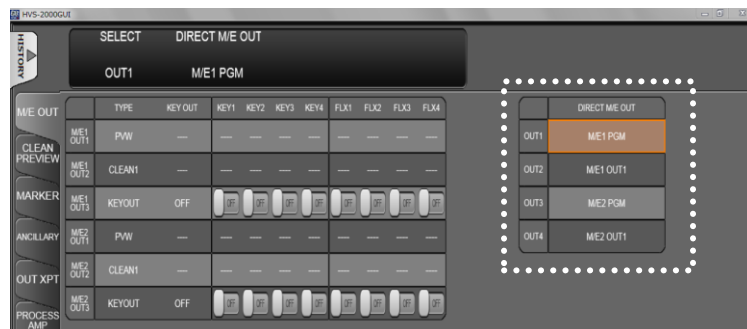 HVS-2000GUI
HISTORY
SELECT DIRECT M/E OUT
OUT1 M/E1 PGM
M/E OUT
CLEAN
PREVIEW
MARKER
ANCILLARY
OUT XPT
PROCESS
AMP
TYPE KEY OUT KEY1 KEY2 KEY3 KEY4 FLX1 FLX2 FLX3 FLX4
M/E1 OUT1 PVW --- --- --- --- --- --- --- --- ---
M/E1 OUT2 CLEAN1 --- --- --- --- --- --- --- --- ---
M/E1 OUT3 KEYOUT OFF OFF OFF OFF OFF OFF OFF OFF OFF
M/E2 OUT1 PVW --- --- --- --- --- --- --- --- ---
M/E2 OUT2 CLEAN1 --- --- --- --- --- --- --- --- ---
M/E2 OUT3 KEYOUT OFF OFF OFF OFF OFF OFF OFF OFF OFF
DIRECT M/E OUT
OUT1 M/E1 PGM
OUT2 M/E1 OUT1
OUT3 M/E2 PGM
OUT4 M/E2 OUT1